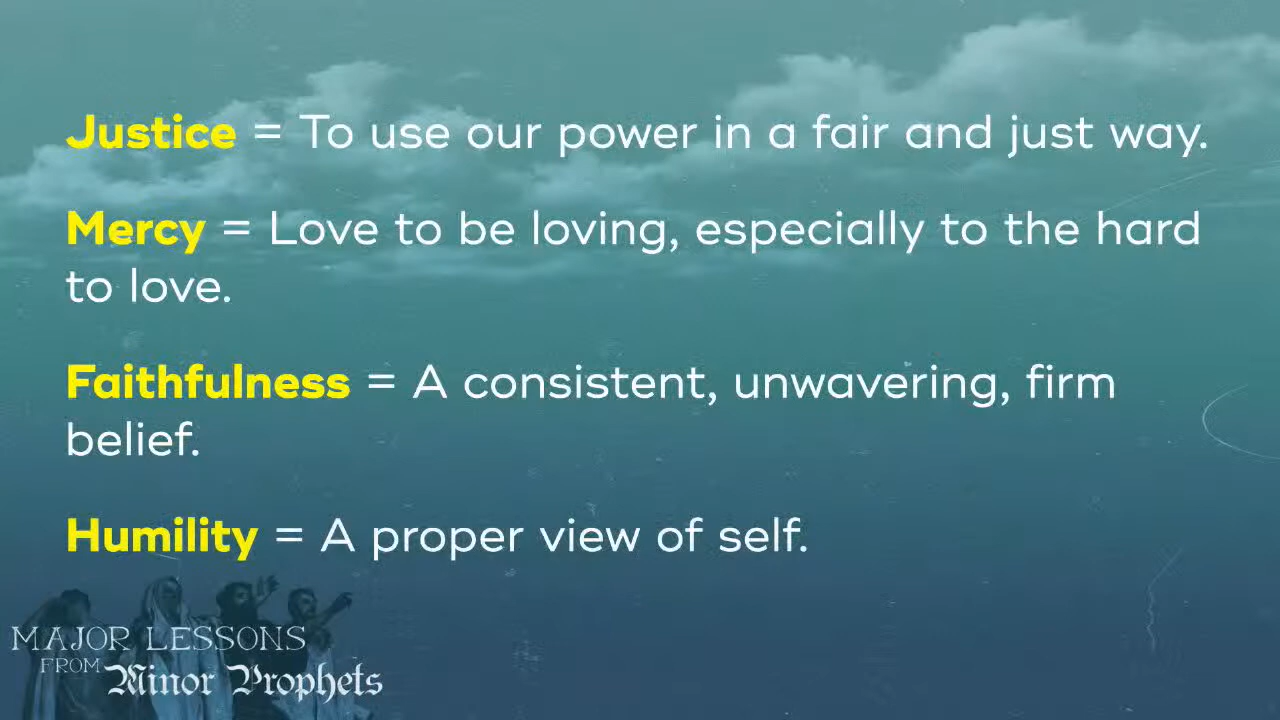 Justice = To use our power in a fair and just way.
Mercy = Love to be loving, especially to the hard
to love.
Faithfulness = A consistent, unwavering, firm
belief.
Humility = A proper view of self.
MAJOR LESSONS
FROM Minor Prophets